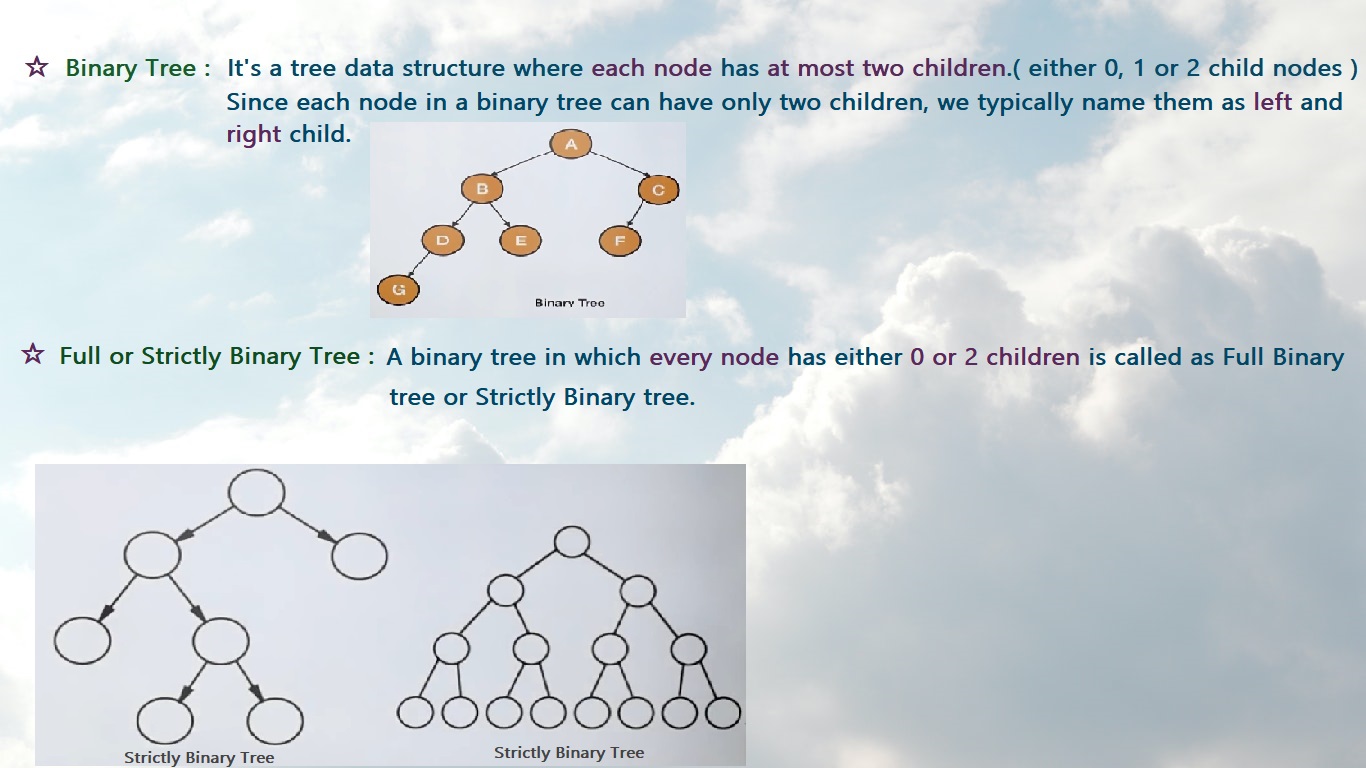 ☆ Binary Tree : It's a tree data structure where each node has at most two children.( either 0, 1 or 2 child nodes )
Since each node in a binary tree can have only two children, we typically name them as left and
right child.
A
B
C
D
E
F
G
Binary Tree
☆ Full or Strictly Binary Tree : A binary tree in which every node has either 0 or 2 children is called as Full Binary
tree or Strictly Binary tree.
Strictly Binary Tree
Strictly Binary Tree